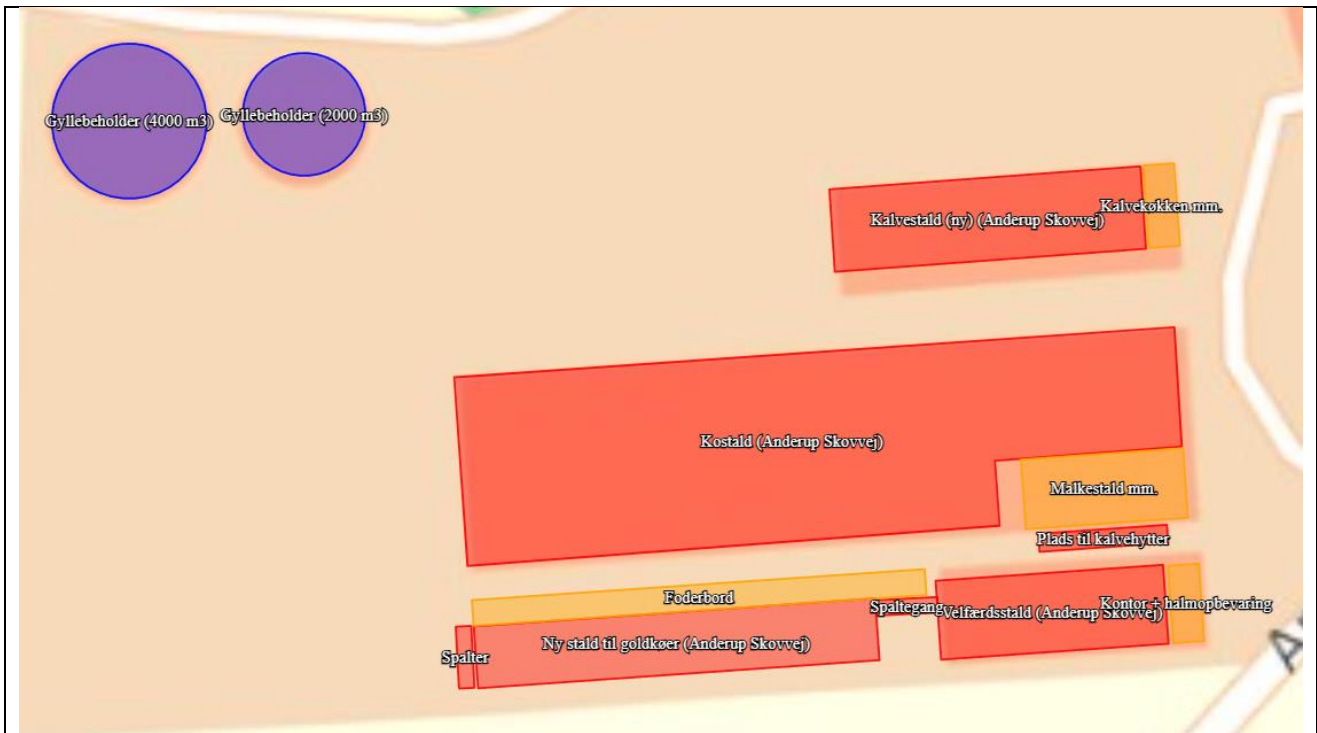 Gyllebeholder (4000 m3)
Gyllebeholder (2000 m3)
Kalvekøkken mm.
Kalvestald (ny) (Anderup Skovvej)
Kostald (Anderup Skovvej)
Malkestald mm.
Plads til kalvehytter
Foderbord
Spaltegang
Velfærdsstald (Anderup Skovvej)
Kontor + halmopbevaring
Ny stald til goldkøer (Anderup Skovvej)
Spalter
A